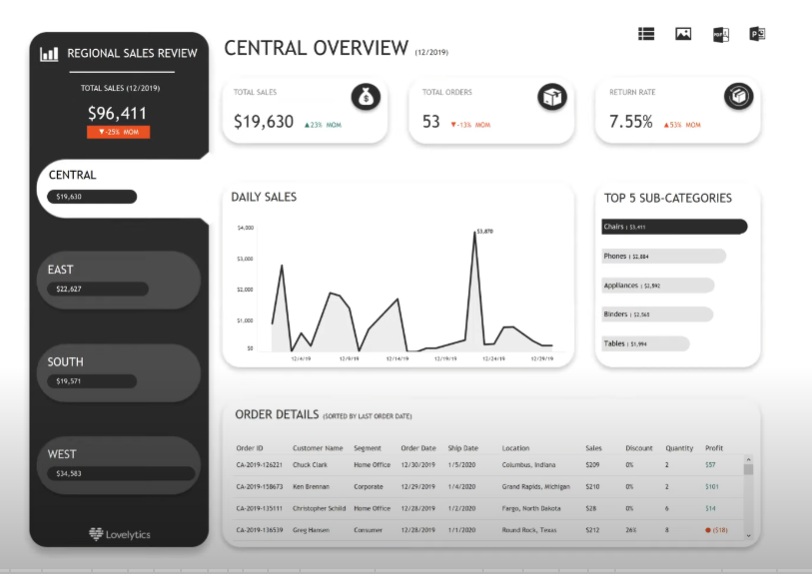 REGIONAL SALES REVIEW
TOTAL SALES (12/2019)
$96,411
▼-25% MOM
CENTRAL
$19,630
EAST
$22,627
SOUTH
$19,571
WEST
$34,583
Lovelytics
CENTRAL OVERVIEW (12/2019)
TOTAL SALES
$19,630 ▲23% MOM
TOTAL ORDERS
53 ▼-13% MOM
RETURN RATE
7.55% ▲53% MOM
DAILY SALES
$4,000
$3,000
$2,000
$1,000
$0
$3,870
12/4/19 12/9/19 12/14/19 12/19/19 12/24/19 12/29/19
TOP 5 SUB-CATEGORIES
Chairs | $3,411
Phones | $2,884
Appliances | $2,592
Binders | $2,565
Tables | $1,994
ORDER DETAILS (SORTED BY LAST ORDER DATE)
Order ID Customer Name Segment Order Date Ship Date Location Sales Discount Quantity Profit
CA-2019-126221 Chuck Clark Home Office 12/30/2019 1/5/2020 Columbus, Indiana $209 0% 2 $57
CA-2019-158673 Ken Brennan Corporate 12/29/2019 1/4/2020 Grand Rapids, Michigan $210 0% 2 $101
CA-2019-135111 Christopher Schild Home Office 12/28/2019 1/2/2020 Fargo, North Dakota $28 0% 6 $14
CA-2019-136539 Greg Hansen Consumer 12/28/2019 1/1/2020 Round Rock, Texas $212 26% 8 ($18)